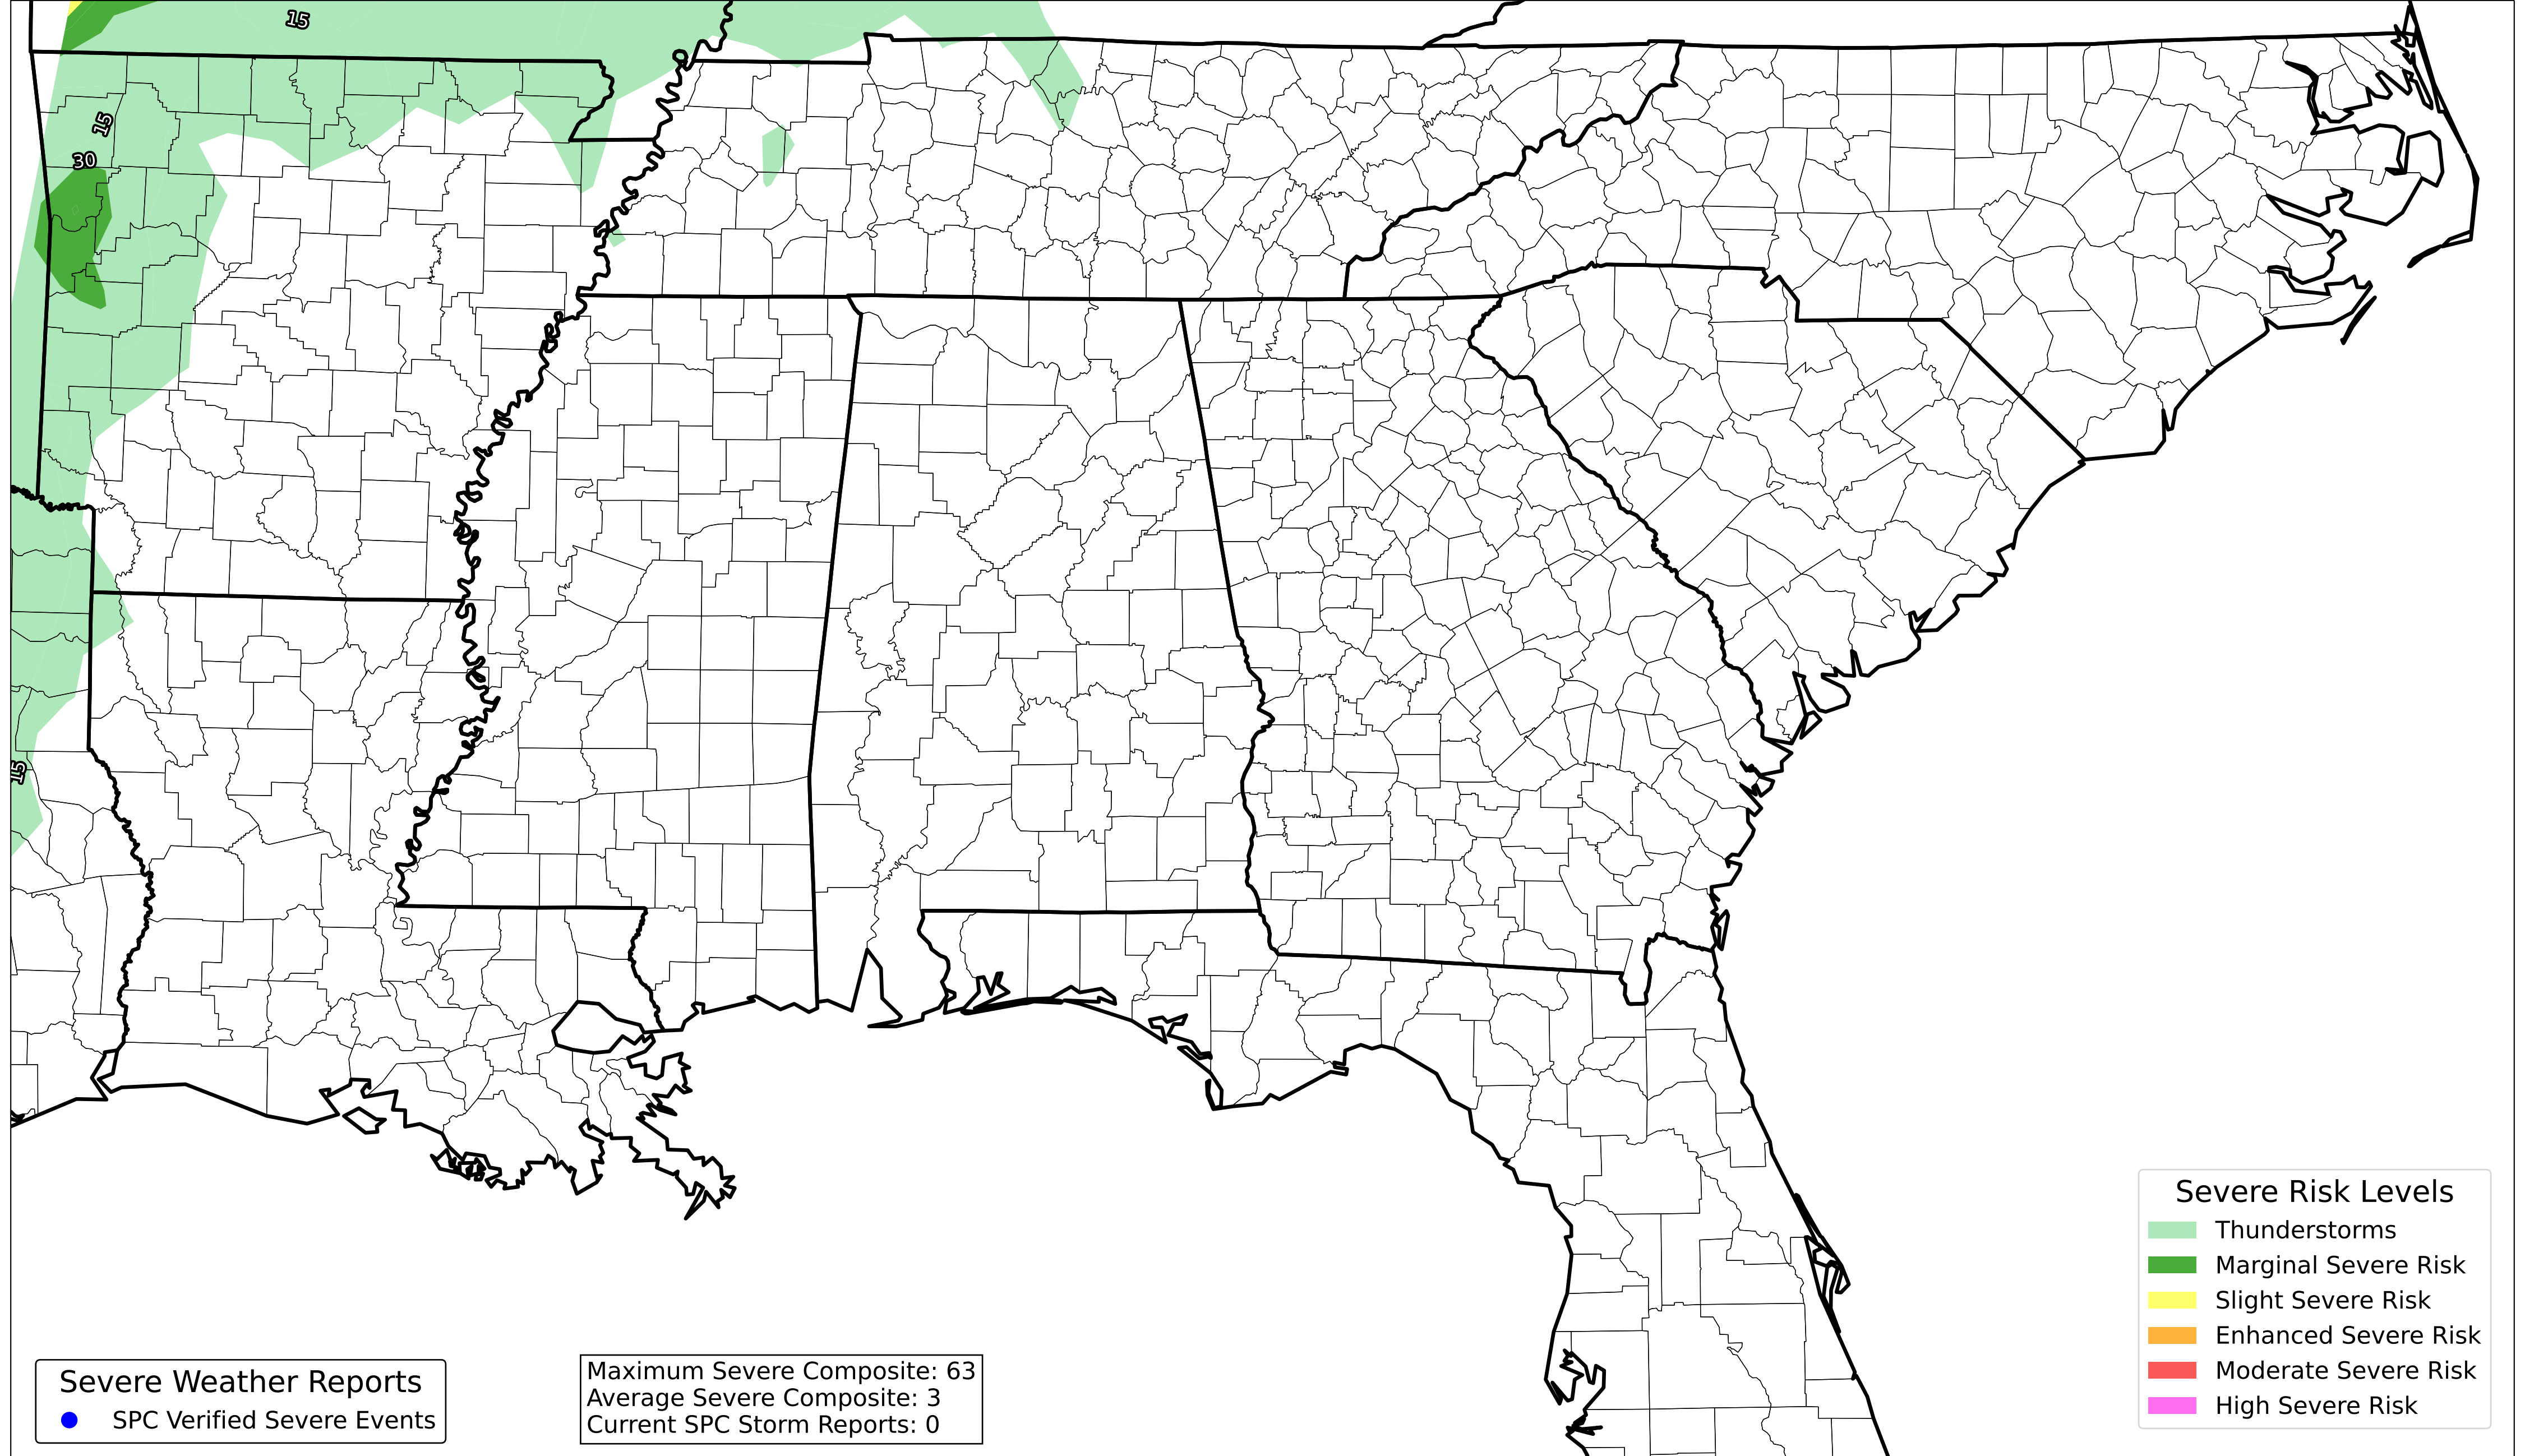 15
15
30
15
Severe Risk Levels
Thunderstorms
Marginal Severe Risk
Slight Severe Risk
Enhanced Severe Risk
Moderate Severe Risk
High Severe Risk
Severe Weather Reports
SPC Verified Severe Events
Maximum Severe Composite: 63
Average Severe Composite: 3
Current SPC Storm Reports: 0